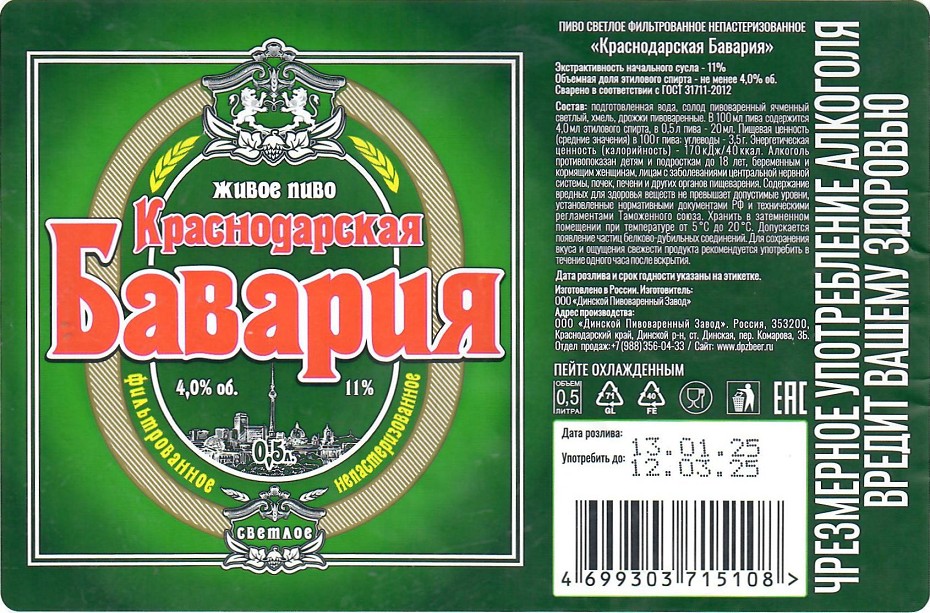 живое пиво
Краснодарская
Бавария
4,0% об.
11%
фильтрованное
непастеризованное
0,5л.
светлое
ПИВО СВЕТЛОЕ ФИЛЬТРОВАННОЕ НЕПАСТЕРИЗОВАННОЕ
«Краснодарская Бавария»
Экстрактивность начального сусла - 11%
Объемная доля этилового спирта - не менее 4,0% об.
Сварено в соответствии с ГОСТ 31711-2012
Состав: подготовленная вода, солод пивоваренный ячменный
светлый, хмель, дрожжи пивоваренные. В 100 мл пива содержится
4,0 мл этилового спирта, в 0,5 л пива - 20 мл. Пищевая ценность
(средние значения) в 100 г пива: углеводы - 3,5г. Энергетическая
ценность (калорийность) - 170 кДж/40 ккал. Алкоголь
противопоказан детям и подросткам до 18 лет, беременным и
кормящим женщинам, лицам с заболеваниями центральной нервной
системы, почек, печени и других органов пищеварения. Содержание
вредных для здоровья веществ не превышает допустимые уровни,
установленные нормативными документами РФ и техническими
регламентами Таможенного союза. Хранить в затемненном
помещении при температуре от 5°С до 20°С. Допускается
появление частиц белково-дубильных соединений. Для сохранения
вкуса и ощущения свежести продукта рекомендуется употребить в
течение одного часа после вскрытия.
Дата розлива и срок годности указаны на этикетке.
Изготовлено в России. Изготовитель:
ООО «Динской Пивоваренный Завод»
Адрес производства:
ООО «Динской Пивоваренный Завод». Россия, 353200,
Краснодарский край, Динской р-н, ст. Динская, пер. Комарова, 3Б.
Отдел продаж:+7 (988) 356-04-33 / Сайт: www.dpzbeer.ru
ПЕЙТЕ ОХЛАЖДЕННЫМ
ОБЪЕМ
0,5
ЛИТРА
71
GL
40
FE
EAC
Дата розлива: 13.01.25
Употребить до: 12.03.25
4 699303 715108 >
ЧРЕЗМЕРНОЕ УПОТРЕБЛЕНИЕ АЛКОГОЛЯ
ВРЕДИТ ВАШЕМУ ЗДОРОВЬЮ